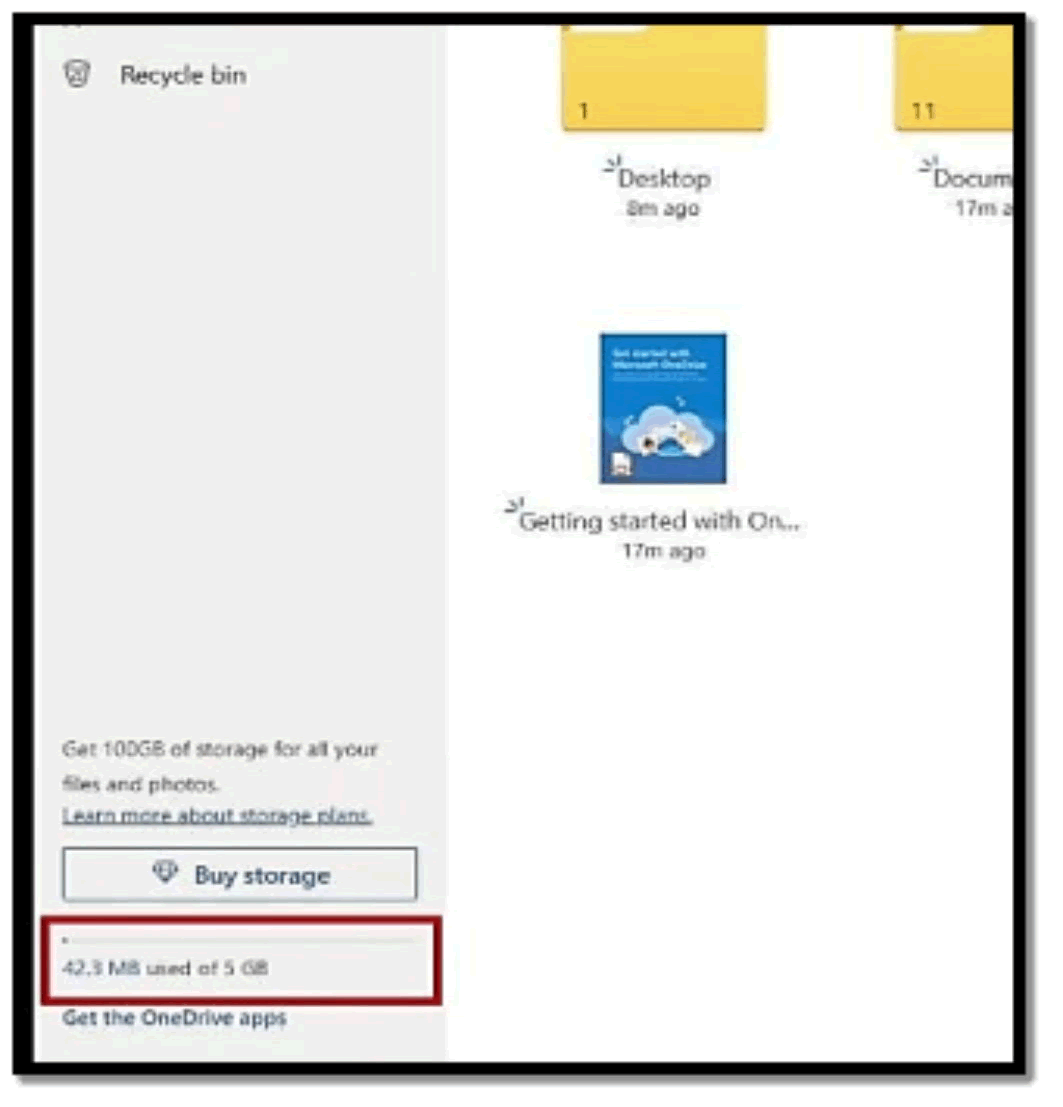 Recycle bin
1
11
Desktop
Docum
8m ago
17m a
Get started with
Microsoft OneDrive
Getting started with On...
17m ago
Get 100GB of storage for all your
files and photos.
Learn more about storage plans.
Buy storage
42.3 MB used of 5 GB
Get the OneDrive apps